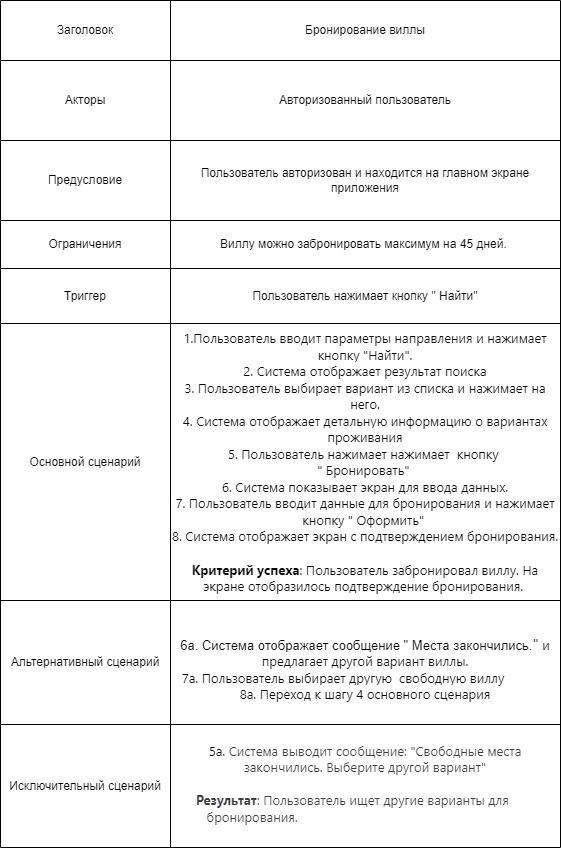 Заголовок
Бронирование виллы
Акторы
Авторизованный пользователь
Предусловие
Пользователь авторизован и находится на главном экране
приложения
Ограничения
Виллу можно забронировать максимум на 45 дней.
Триггер
Пользователь нажимает кнопку " Найти"
Основной сценарий
1.Пользователь вводит параметры направления и нажимает
кнопку "Найти".
2. Система отображает результат поиска
3. Пользователь выбирает вариант из списка и нажимает на
него.
4. Система отображает детальную информацию о вариантах
проживания
5. Пользователь нажимает нажимает  кнопку
" Бронировать"
6. Система показывает экран для ввода данных.
7. Пользователь вводит данные для бронирования и нажимает
кнопку " Оформить"
8. Система отображает экран с подтверждением бронирования.
Критерий успеха: Пользователь забронировал виллу. На
экране отобразилось подтверждение бронирования.
Альтернативный сценарий
6а. Система отображает сообщение " Места закончились." и
предлагает другой вариант виллы.
7а. Пользователь выбирает другую  свободную виллу
8а. Переход к шагу 4 основного сценария
Исключительный сценарий
5а. Система выводит сообщение: "Свободные места
закончились. Выберите другой вариант"
Результат: Пользователь ищет другие варианты для
бронирования.